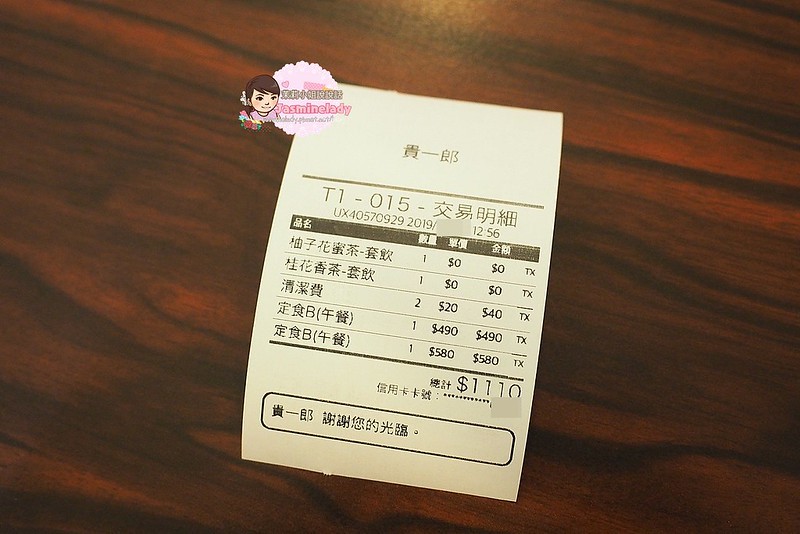 茉莉小姐說說話
Jasminelady
貴一郎
T1 - 015 - 交易明細
UX40570929 2019/ 12:56
品名 數量 單價 金額
柚子花蜜茶-套飲 1 $0 $0 TX
桂花香茶-套飲 1 $0 $0 TX
清潔費 2 $20 $40 TX
定食B(午餐) 1 $490 $490 TX
定食B(午餐) 1 $580 $580 TX
總計 $1110
信用卡卡號：
貴一郎 謝謝您的光臨。